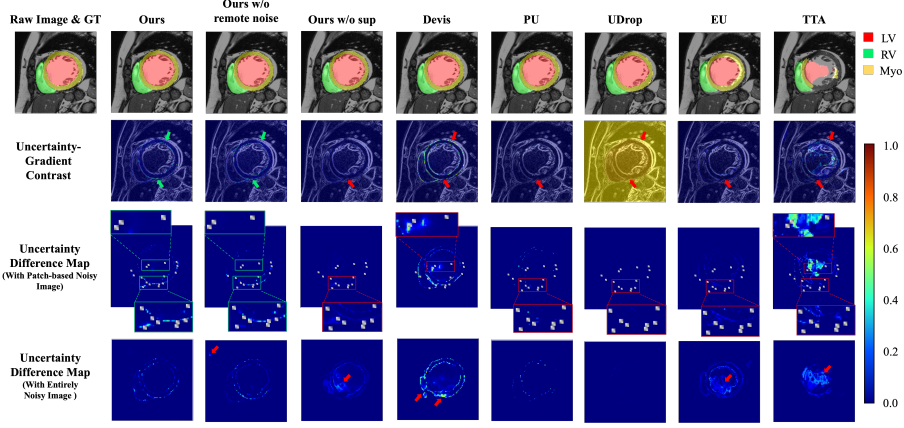 Raw Image & GT
Ours
Ours w/o
remote noise
Ours w/o sup
Devis
PU
UDrop
EU
TTA
LV
RV
Myo
Uncertainty-
Gradient
Contrast
1.0
0.8
0.6
0.4
0.2
0.0
Uncertainty
Difference Map
(With Patch-based Noisy
Image)
Uncertainty
Difference Map
(With Entirely
Noisy Image )